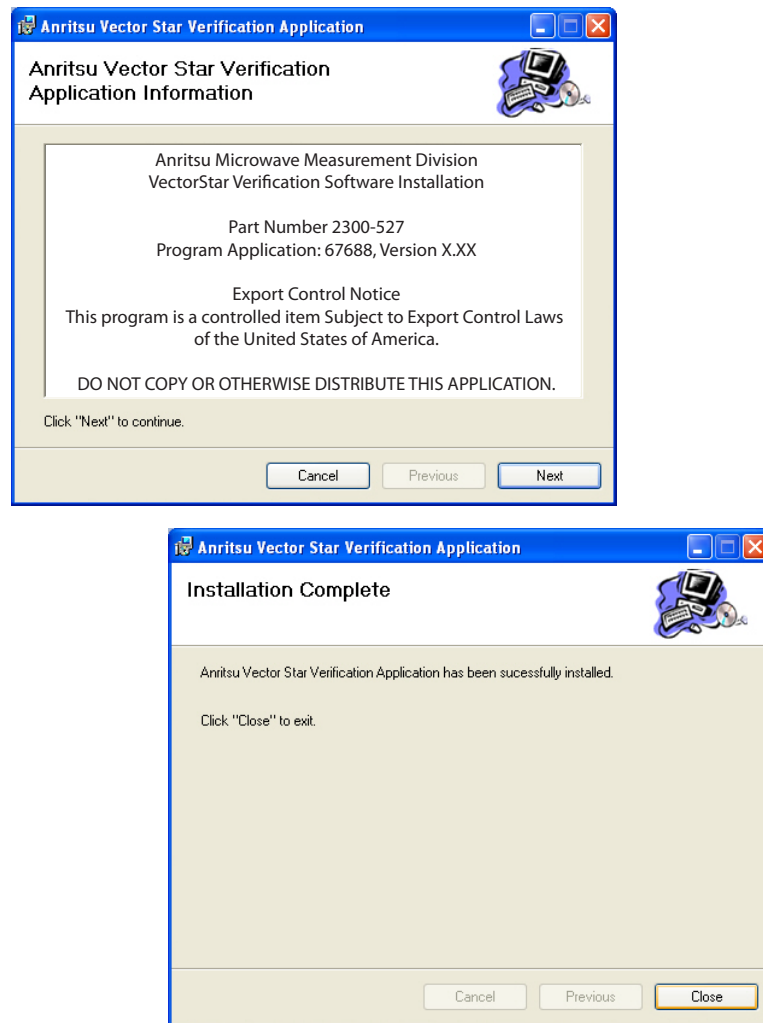 Anritsu Vector Star Verification Application
Anritsu Vector Star Verification
Application Information
Anritsu Microwave Measurement Division
VectorStar Verification Software Installation
Part Number 2300-527
Program Application: 67688, Version X.XX
Export Control Notice
This program is a controlled item Subject to Export Control Laws
of the United States of America.
DO NOT COPY OR OTHERWISE DISTRIBUTE THIS APPLICATION.
Click "Next" to continue.
Cancel Previous Next
Anritsu Vector Star Verification Application
Installation Complete
Anritsu Vector Star Verification Application has been sucessfully installed.
Click "Close" to exit.
Cancel Previous Close